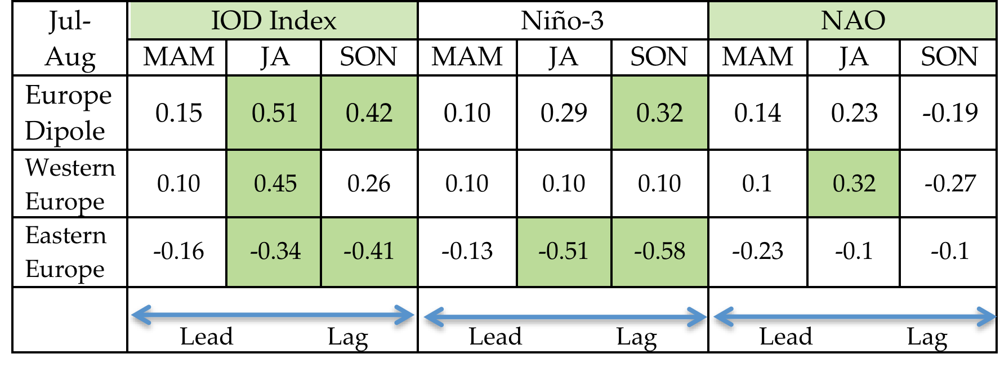 Jul-
Aug
IOD Index Niño-3 NAO
MAM JA SON MAM JA SON MAM JA SON
Europe
Dipole
0.15 0.51 0.42 0.10 0.29 0.32 0.14 0.23 -0.19
Western
Europe
0.10 0.45 0.26 0.10 0.10 0.10 0.1 0.32 -0.27
Eastern
Europe
-0.16 -0.34 -0.41 -0.13 -0.51 -0.58 -0.23 -0.1 -0.1
Lead Lag Lead Lag Lead Lag